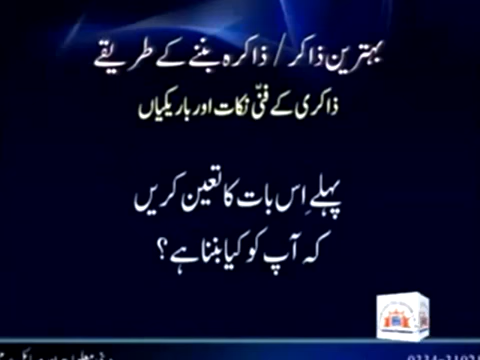 بہترین ذاکر / ذاکرہ بننے کے طریقے
ذاکری کے فنّی نکات اور باریکیاں
پہلے اِس بات کا تعین کریں
کہ آپ کو کیا بننا ہے؟